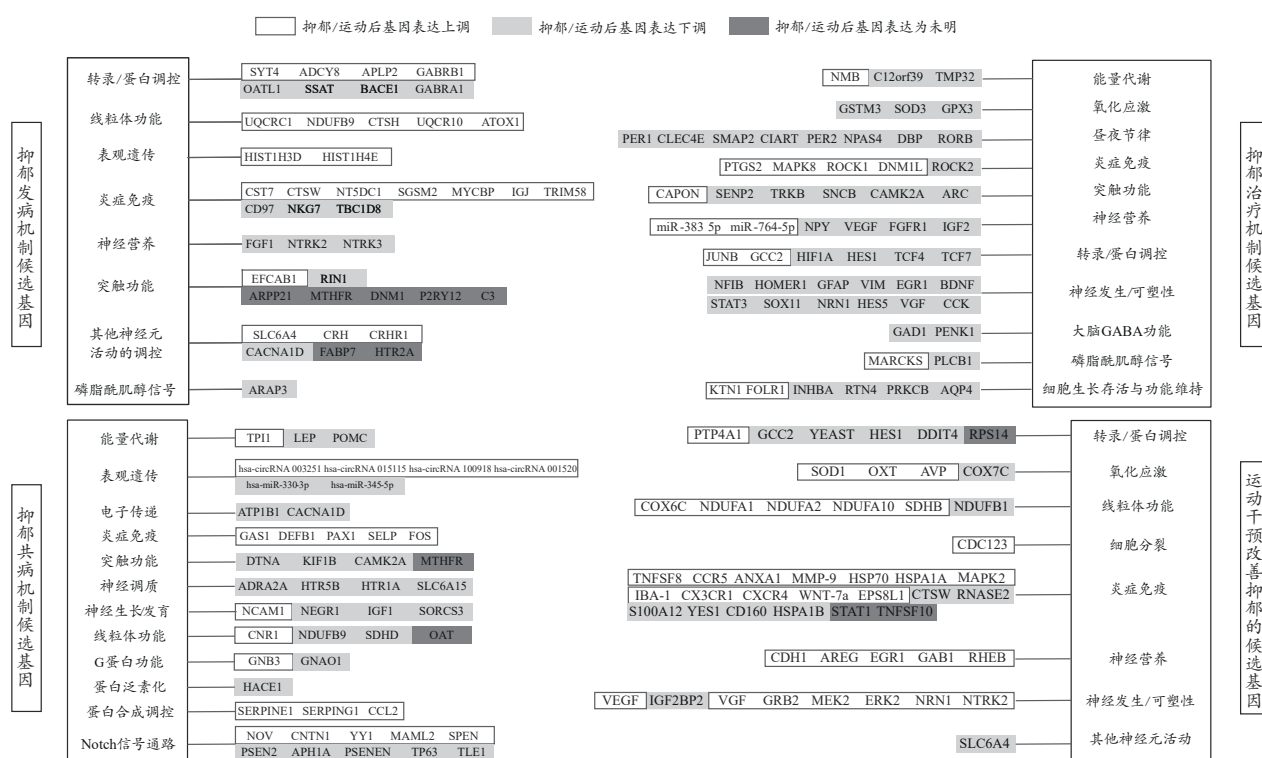 抑郁/运动后基因表达上调 抑郁/运动后基因表达下调 抑郁/运动后基因表达为未明
抑郁发病机制候选基因
转录/蛋白调控
SYT4 ADCY8 APLP2 GABRB1
OATL1 SSAT BACE1 GABRA1
线粒体功能
UQCRC1 NDUFB9 CTSH UQCR10 ATOX1
表观遗传
HIST1H3D HIST1H4E
炎症免疫
CST7 CTSW NT5DC1 SGSM2 MYCBP IGJ TRIM58
CD97 NKG7 TBC1D8
神经营养
FGF1 NTRK2 NTRK3
突触功能
EFCAB1 RIN1
ARPP21 MTHFR DNM1 P2RY12 C3
其他神经元
活动的调控
SLC6A4 CRH CRHR1
CACNA1D FABP7 HTR2A
磷脂酰肌醇信号
ARAP3
抑郁治疗机制候选基因
NMB C12orf39 TMP32 能量代谢
GSTM3 SOD3 GPX3 氧化应激
PER1 CLEC4E SMAP2 CIART PER2 NPAS4 DBP RORB 昼夜节律
PTGS2 MAPK8 ROCK1 DNM1L ROCK2 炎症免疫
CAPON SENP2 TRKB SNCB CAMK2A ARC 突触功能
miR-383 5p miR-764-5p NPY VEGF FGFR1 IGF2 神经营养
JUNB GCC2 HIF1A HES1 TCF4 TCF7 转录/蛋白调控
NFIB HOMER1 GFAP VIM EGR1 BDNF
STAT3 SOX11 NRN1 HES5 VGF CCK
神经发生/可塑性
GAD1 PENK1 大脑GABA功能
MARCKS PLCB1 磷脂酰肌醇信号
KTN1 FOLR1 INHBA RTN4 PRKCB AQP4 细胞生长存活与功能维持
抑郁共病机制候选基因
能量代谢 TPI1 LEP POMC
表观遗传
hsa-circRNA 003251 hsa-circRNA 015115 hsa-circRNA 100918 hsa-circRNA 001520
hsa-miR-330-3p hsa-miR-345-5p
电子传递 ATP1B1 CACNA1D
炎症免疫 GAS1 DEFB1 PAX1 SELP FOS
突触功能 DTNA KIF1B CAMK2A MTHFR
神经调质 ADRA2A HTR5B HTR1A SLC6A15
神经生长发育 NCAM1 NEGR1 IGF1 SORCS3
线粒体功能 CNR1 NDUFB9 SDHD OAT
G蛋白功能 GNB3 GNAO1
蛋白泛素化 HACE1
蛋白合成调控 SERPINE1 SERPING1 CCL2
Notch信号通路
NOV CNTN1 YY1 MAML2 SPEN
PSEN2 APH1A PSENEN TP63 TLE1
运动干预改善抑郁的候选基因
PTP4A1 GCC2 YEAST HES1 DDIT4 RPS14 转录/蛋白调控
SOD1 OXT AVP COX7C 氧化应激
COX6C NDUFA1 NDUFA2 NDUFA10 SDHB NDUFB1 线粒体功能
CDC123 细胞分裂
TNFSF8 CCR5 ANXA1 MMP-9 HSP70 HSPA1A MAPK2
IBA-1 CX3CR1 CXCR4 WNT-7a EPS8L1 CTSW RNASE2
S100A12 YES1 CD160 HSPA1B STAT1 TNFSF10
炎症免疫
CDH1 AREG EGR1 GAB1 RHEB 神经营养
VEGF IGF2BP2 VGF GRB2 MEK2 ERK2 NRN1 NTRK2 神经发生/可塑性
SLC6A4 其他神经元活动